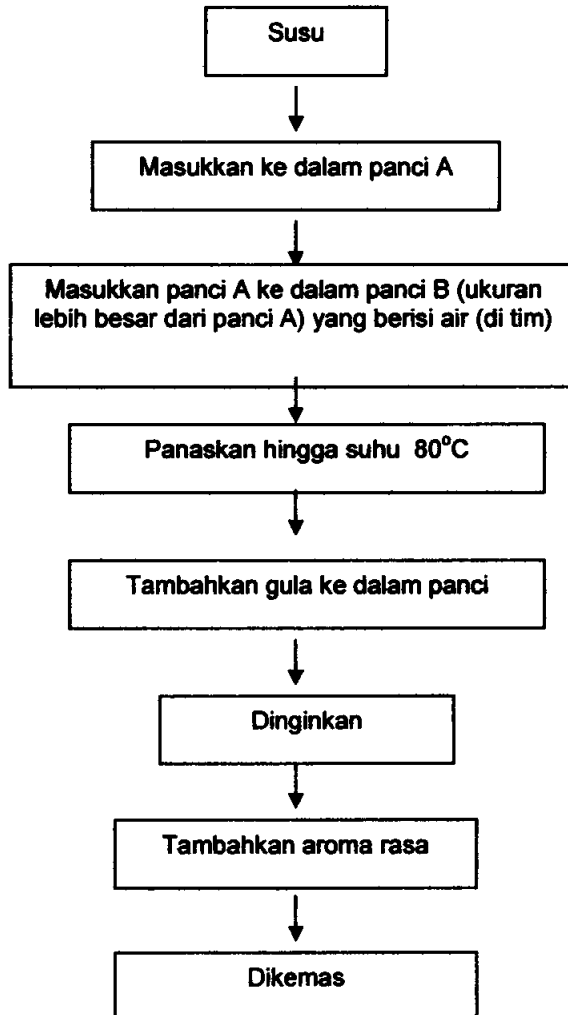 Susu
Masukkan ke dalam panci A
Masukkan panci A ke dalam panci B (ukuran
lebih besar dari panci A) yang berisi air (di tim)
Panaskan hingga suhu 80°C
Tambahkan gula ke dalam panci
Dinginkan
Tambahkan aroma rasa
Dikemas